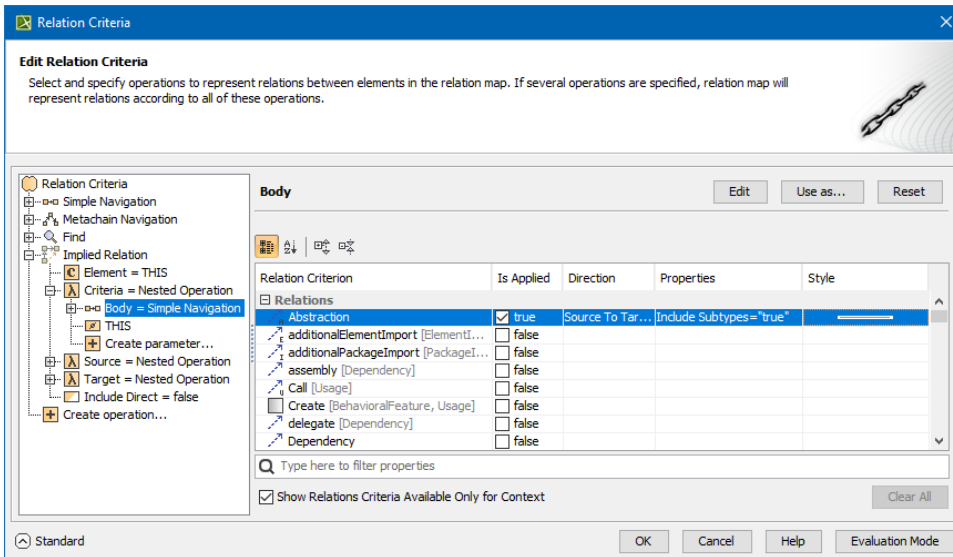 Relation Criteria
Edit Relation Criteria
Select and specify operations to represent relations between elements in the relation map. If several operations are specified, relation map will
represent relations according to all of these operations.
Relation Criteria
Simple Navigation
Metachain Navigation
Find
Implied Relation
Element = THIS
Criteria = Nested Operation
Body = Simple Navigation
THIS
Create parameter...
Source = Nested Operation
Target = Nested Operation
Include Direct = false
Create operation...
Body
Edit
Use as...
Reset
Relation Criterion Is Applied Direction Properties Style
Relations
Abstraction true Source To Tar... Include Subtypes="true"
additionalElementImport [ElementI... false
additionalPackageImport [PackageI... false
assembly [Dependency] false
Call [Usage] false
Create [BehavioralFeature, Usage] false
delegate [Dependency] false
Dependency false
Type here to filter properties
Show Relations Criteria Available Only for Context
Clear All
Standard
OK
Cancel
Help
Evaluation Mode